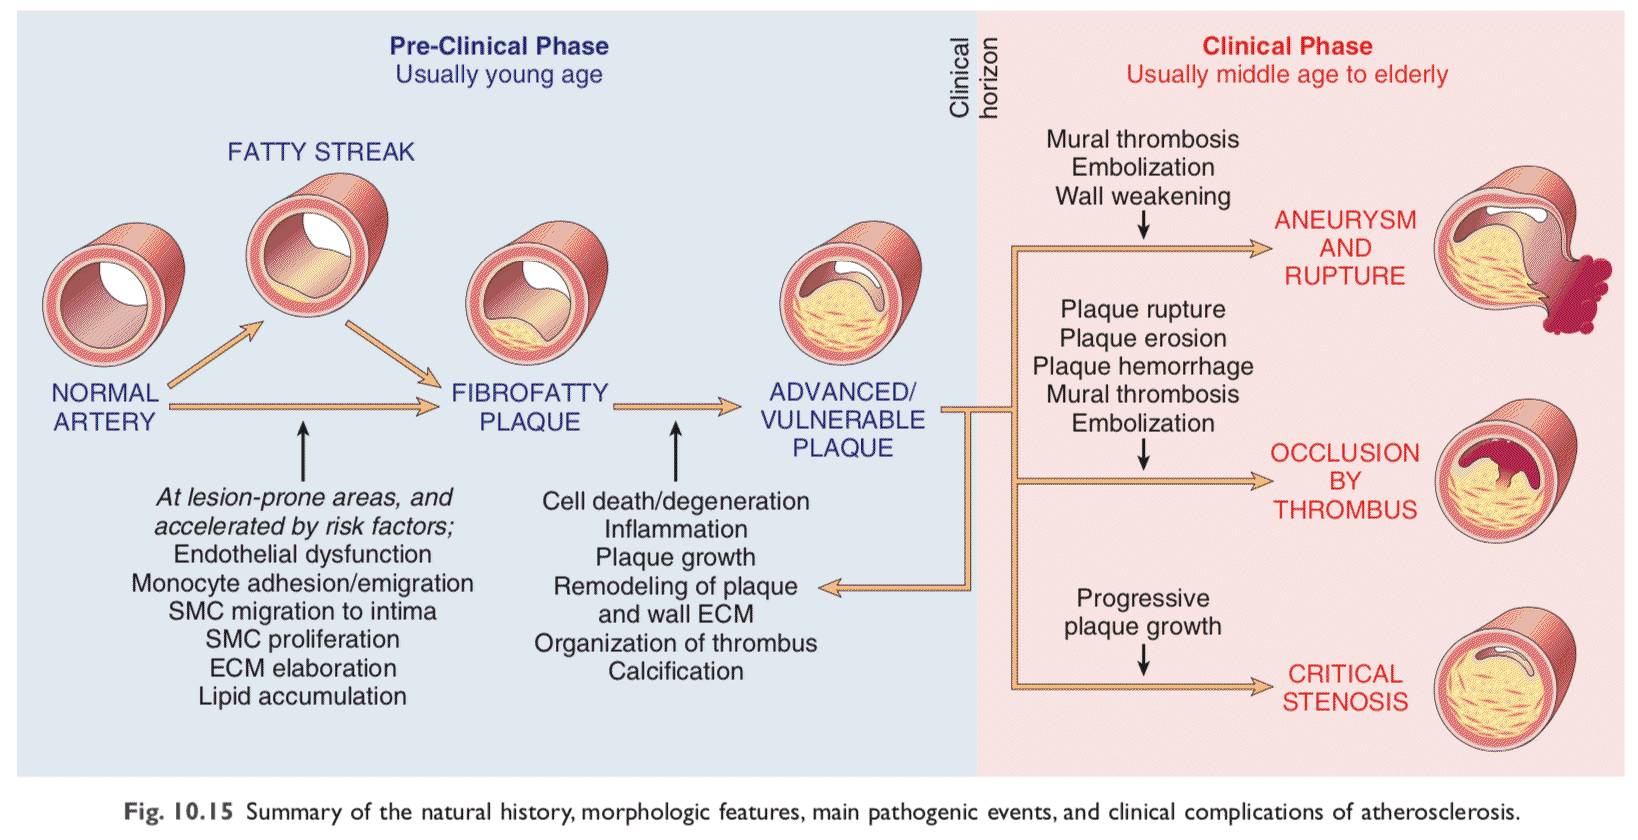 Pre-Clinical Phase
Usually young age
Clinical
horizon
Clinical Phase
Usually middle age to elderly
FATTY STREAK
NORMAL
ARTERY
FIBROFATTY
PLAQUE
ADVANCED/
VULNERABLE
PLAQUE
At lesion-prone areas, and
accelerated by risk factors;
Endothelial dysfunction
Monocyte adhesion/emigration
SMC migration to intima
SMC proliferation
ECM elaboration
Lipid accumulation
Cell death/degeneration
Inflammation
Plaque growth
Remodeling of plaque
and wall ECM
Organization of thrombus
Calcification
Mural thrombosis
Embolization
Wall weakening
ANEURYSM
AND
RUPTURE
Plaque rupture
Plaque erosion
Plaque hemorrhage
Mural thrombosis
Embolization
OCCLUSION
BY
THROMBUS
Progressive
plaque growth
CRITICAL
STENOSIS
Fig. 10.15 Summary of the natural history, morphologic features, main pathogenic events, and clinical complications of atherosclerosis.